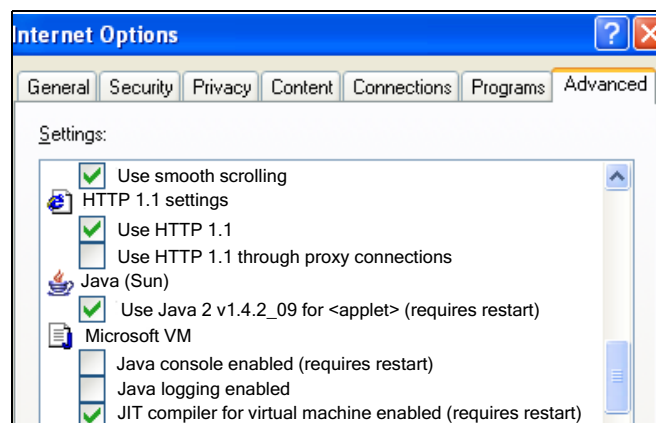 Internet Options
General Security Privacy Content Connections Programs Advanced
Settings:
Use smooth scrolling
HTTP 1.1 settings
Use HTTP 1.1
Use HTTP 1.1 through proxy connections
Java (Sun)
Use Java 2 v1.4.2_09 for <applet> (requires restart)
Microsoft VM
Java console enabled (requires restart)
Java logging enabled
JIT compiler for virtual machine enabled (requires restart)